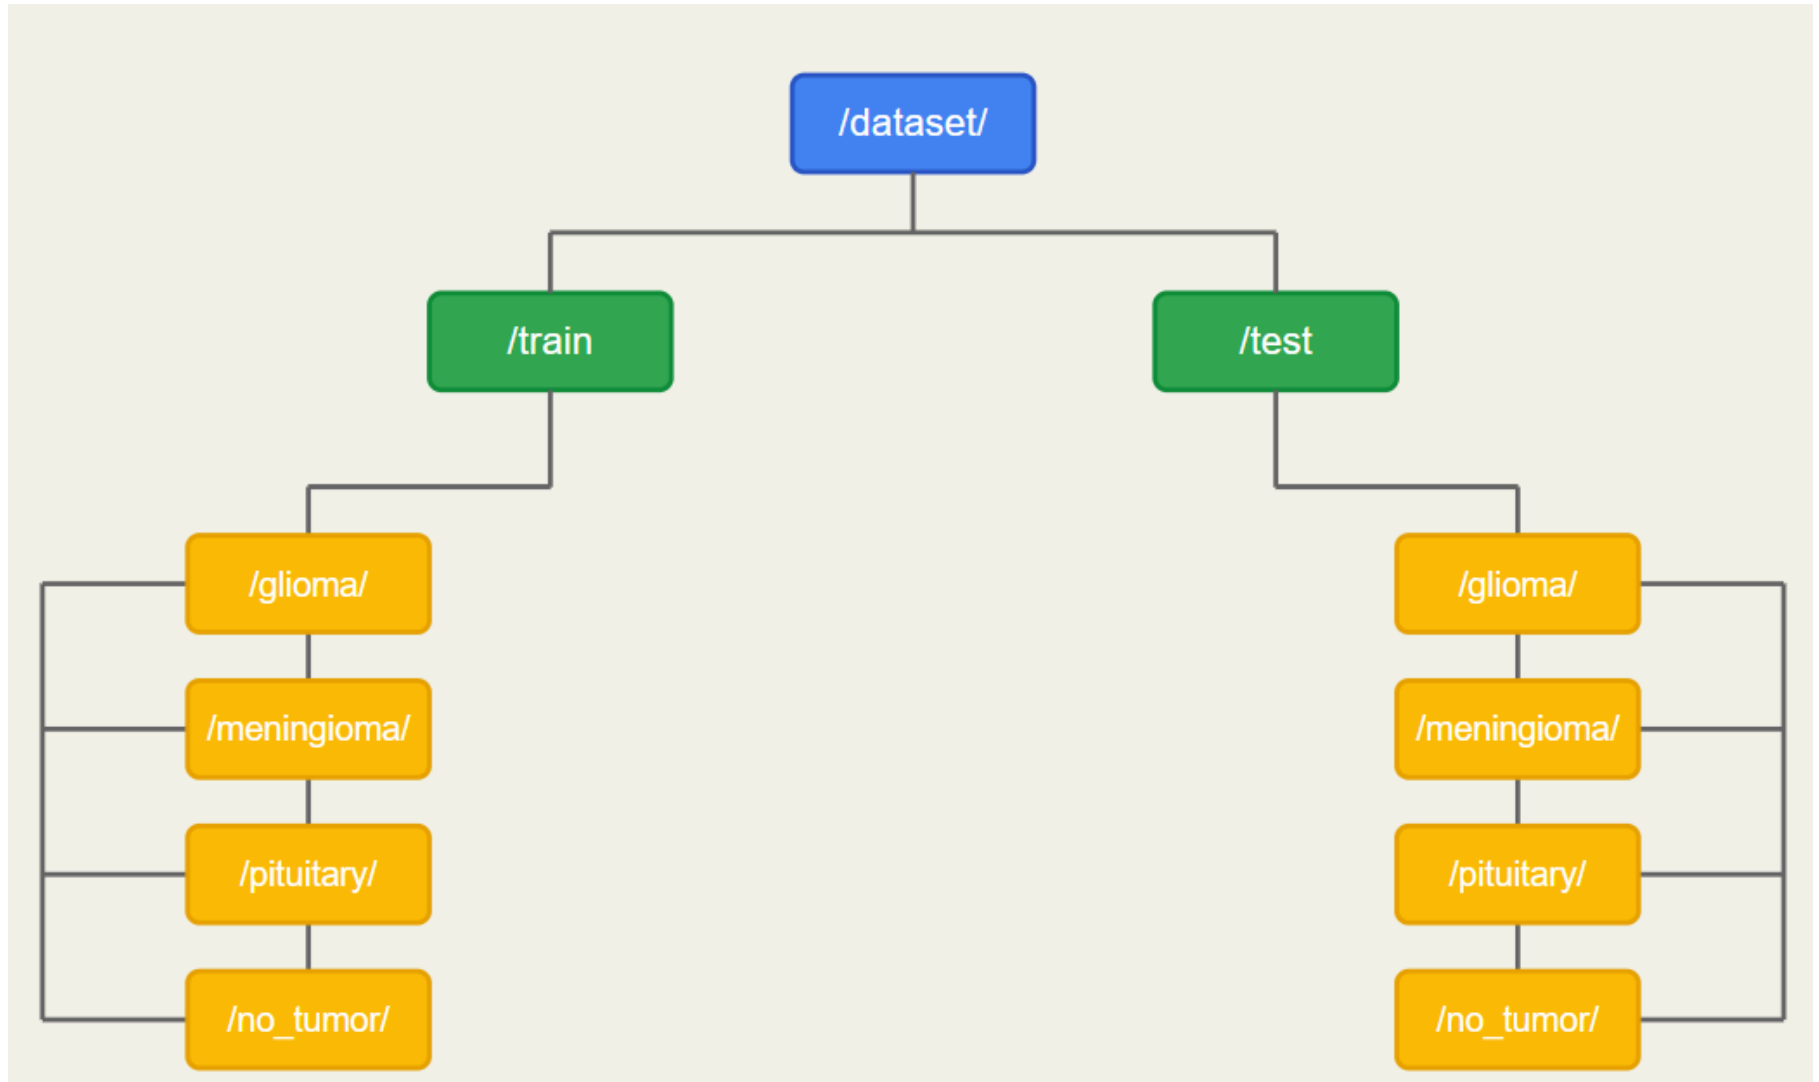 /dataset/
/train
/test
/glioma/
/meningioma/
/pituitary/
/no_tumor/
/glioma/
/meningioma/
/pituitary/
/no_tumor/